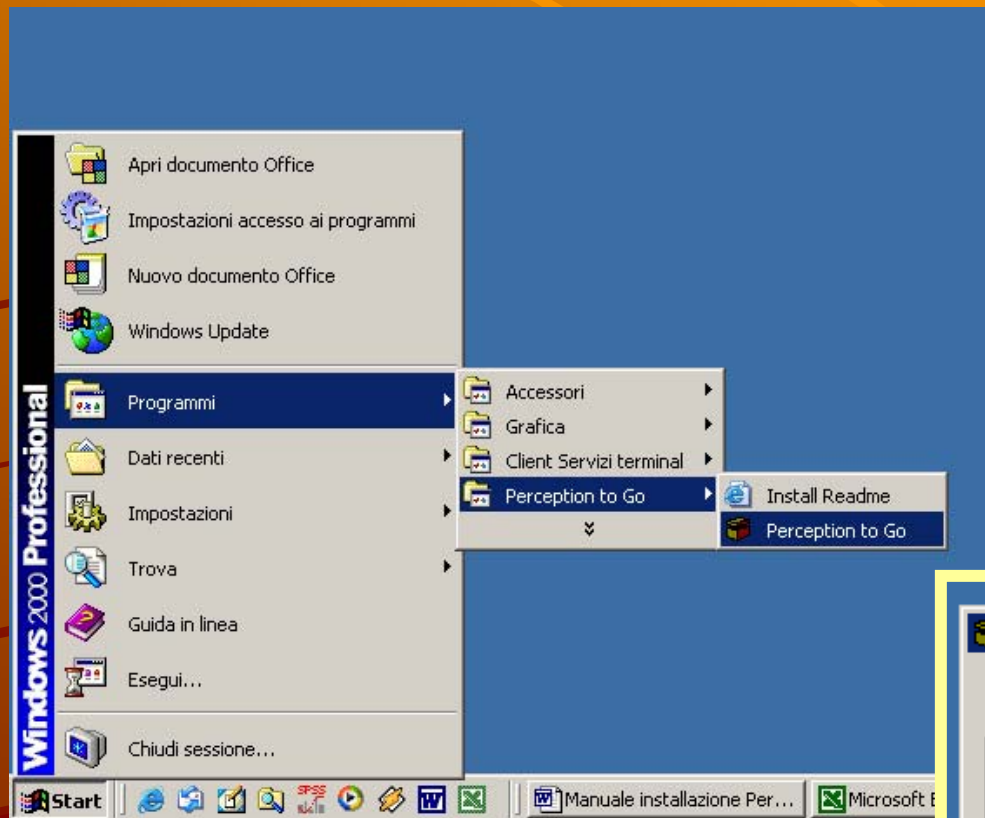 Apri documento Office
Impostazioni accesso ai programmi
Nuovo documento Office
Windows Update
Programmi
Dati recenti
Impostazioni
Trova
Guida in linea
Esegui...
Chiudi sessione...
Windows 2000 Professional
Accessori
Grafica
Client Servizi terminal
Perception to Go
Install Readme
Perception to Go
Start
SPSS
Manuale installazione Per...
Microsoft E